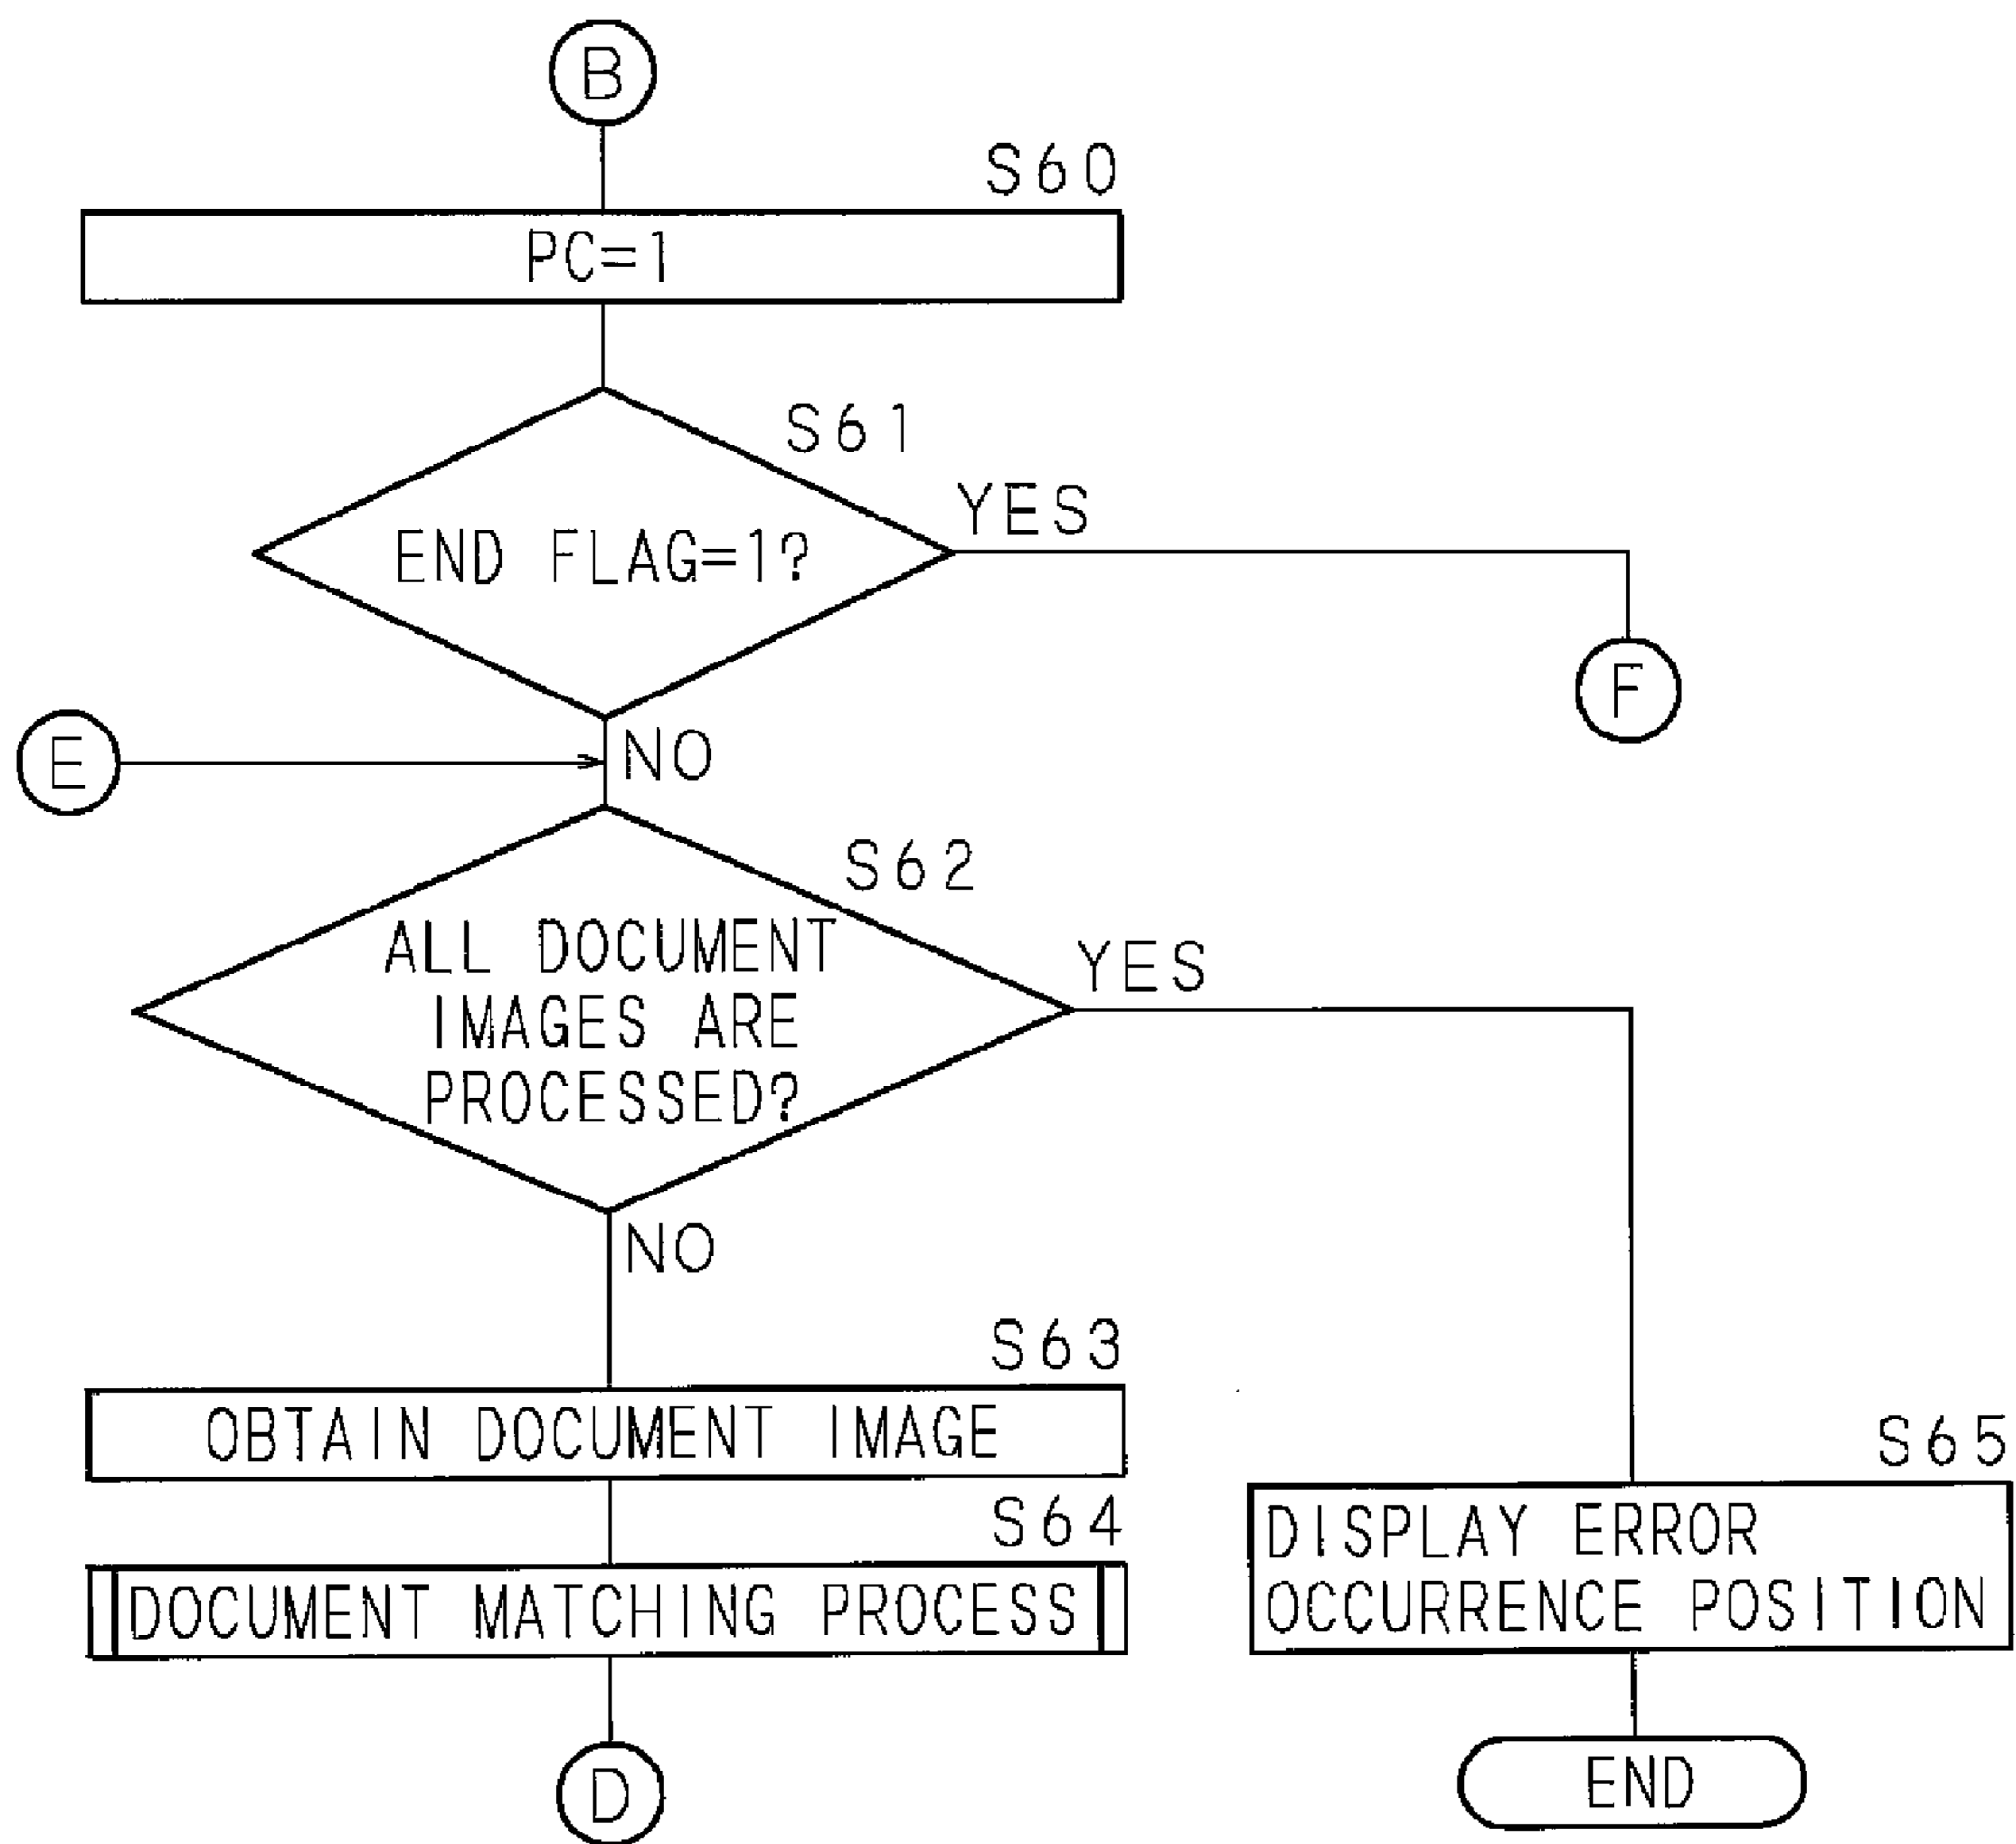 B
S60
PC=1
S61
END FLAG=1?
YES
F
E
NO
S62
ALL DOCUMENT
IMAGES ARE
PROCESSED?
YES
NO
S63
OBTAIN DOCUMENT IMAGE
S64
DOCUMENT MATCHING PROCESS
D
S65
DISPLAY ERROR
OCCURRENCE POSITION
END